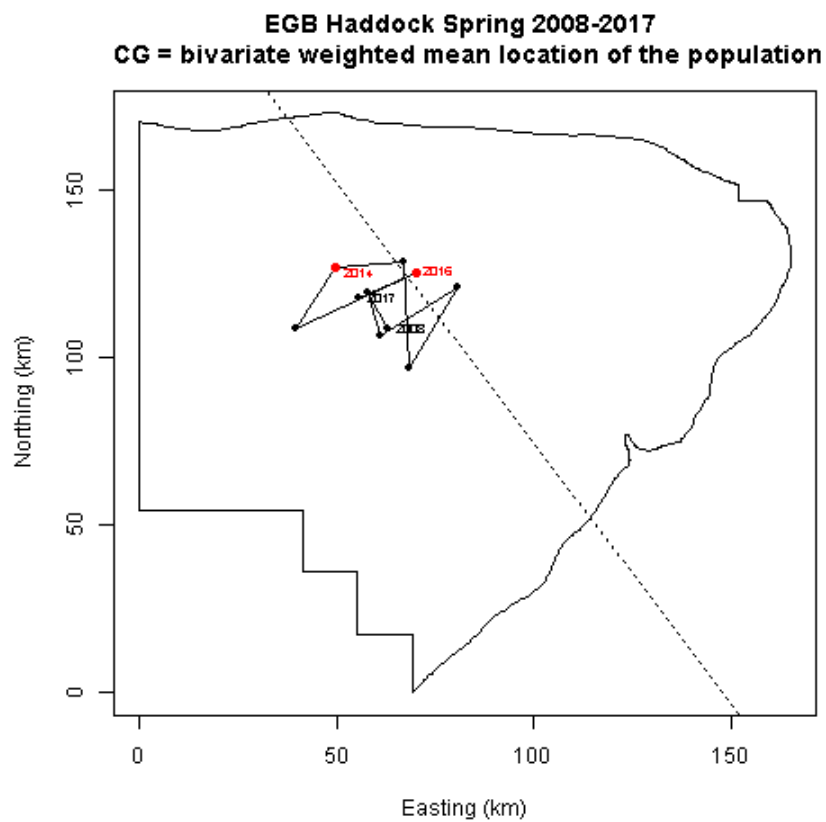 EGB Haddock Spring 2008-2017
CG = bivariate weighted mean location of the population
Northing (km)
150
100
50
0
2014
2016
2017
2008
0 50 100 150
Easting (km)